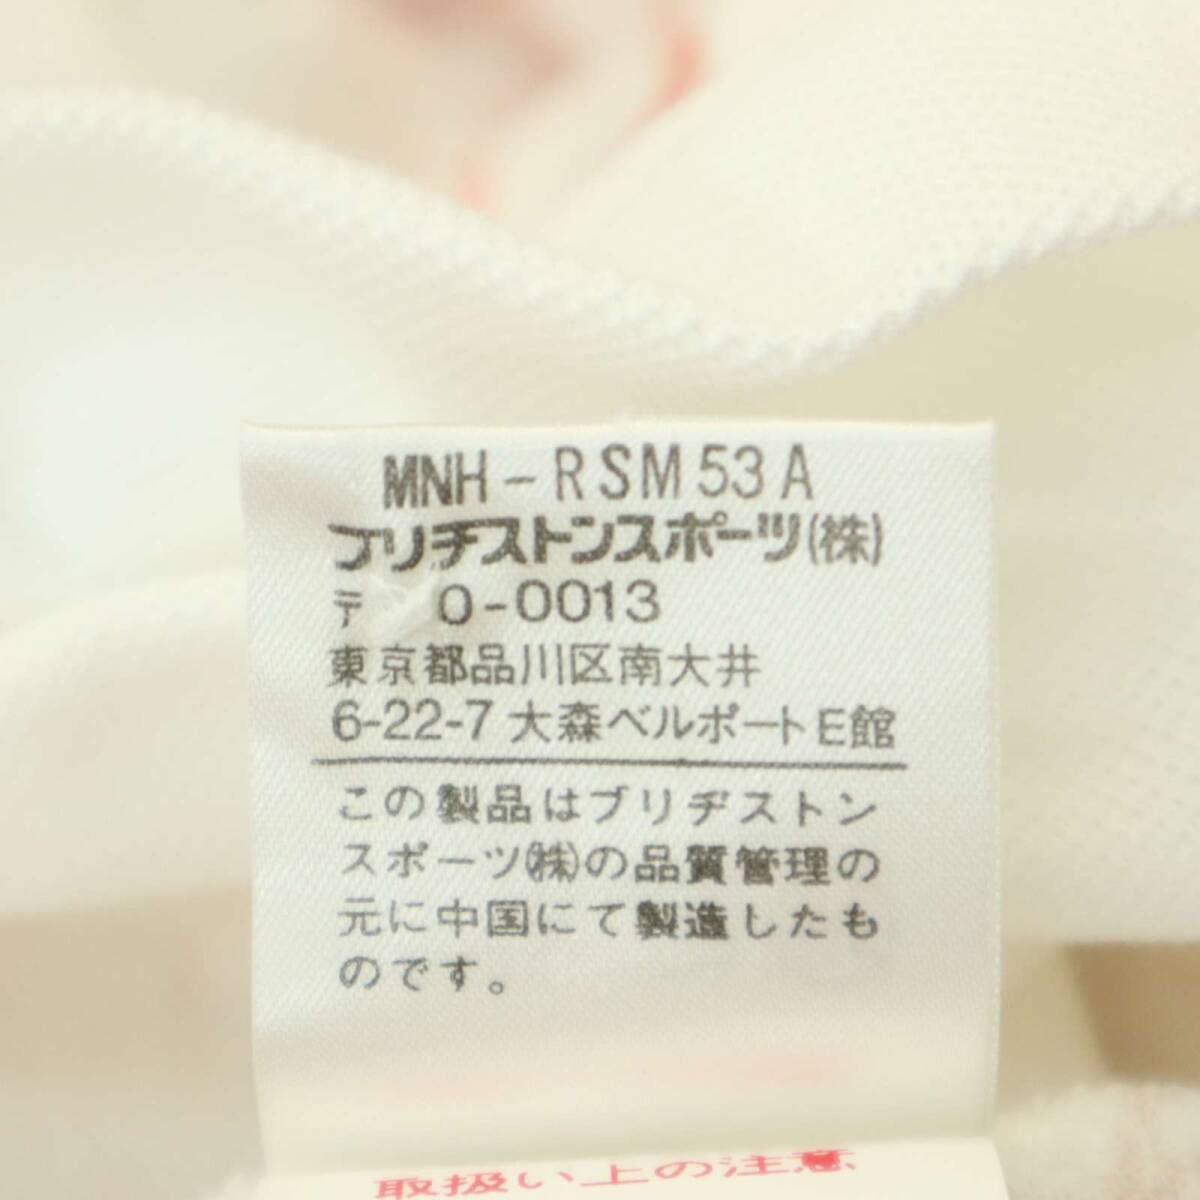 MNH-RSM53A
ブリヂストンスポーツ(株)
0-0013
東京都品川区南大井
6-22-7 大森ベルポートE館
この製品はブリヂストン
スポーツ(株)の品質管理の
元に中国にて製造したも
のです。
取扱い上の注意